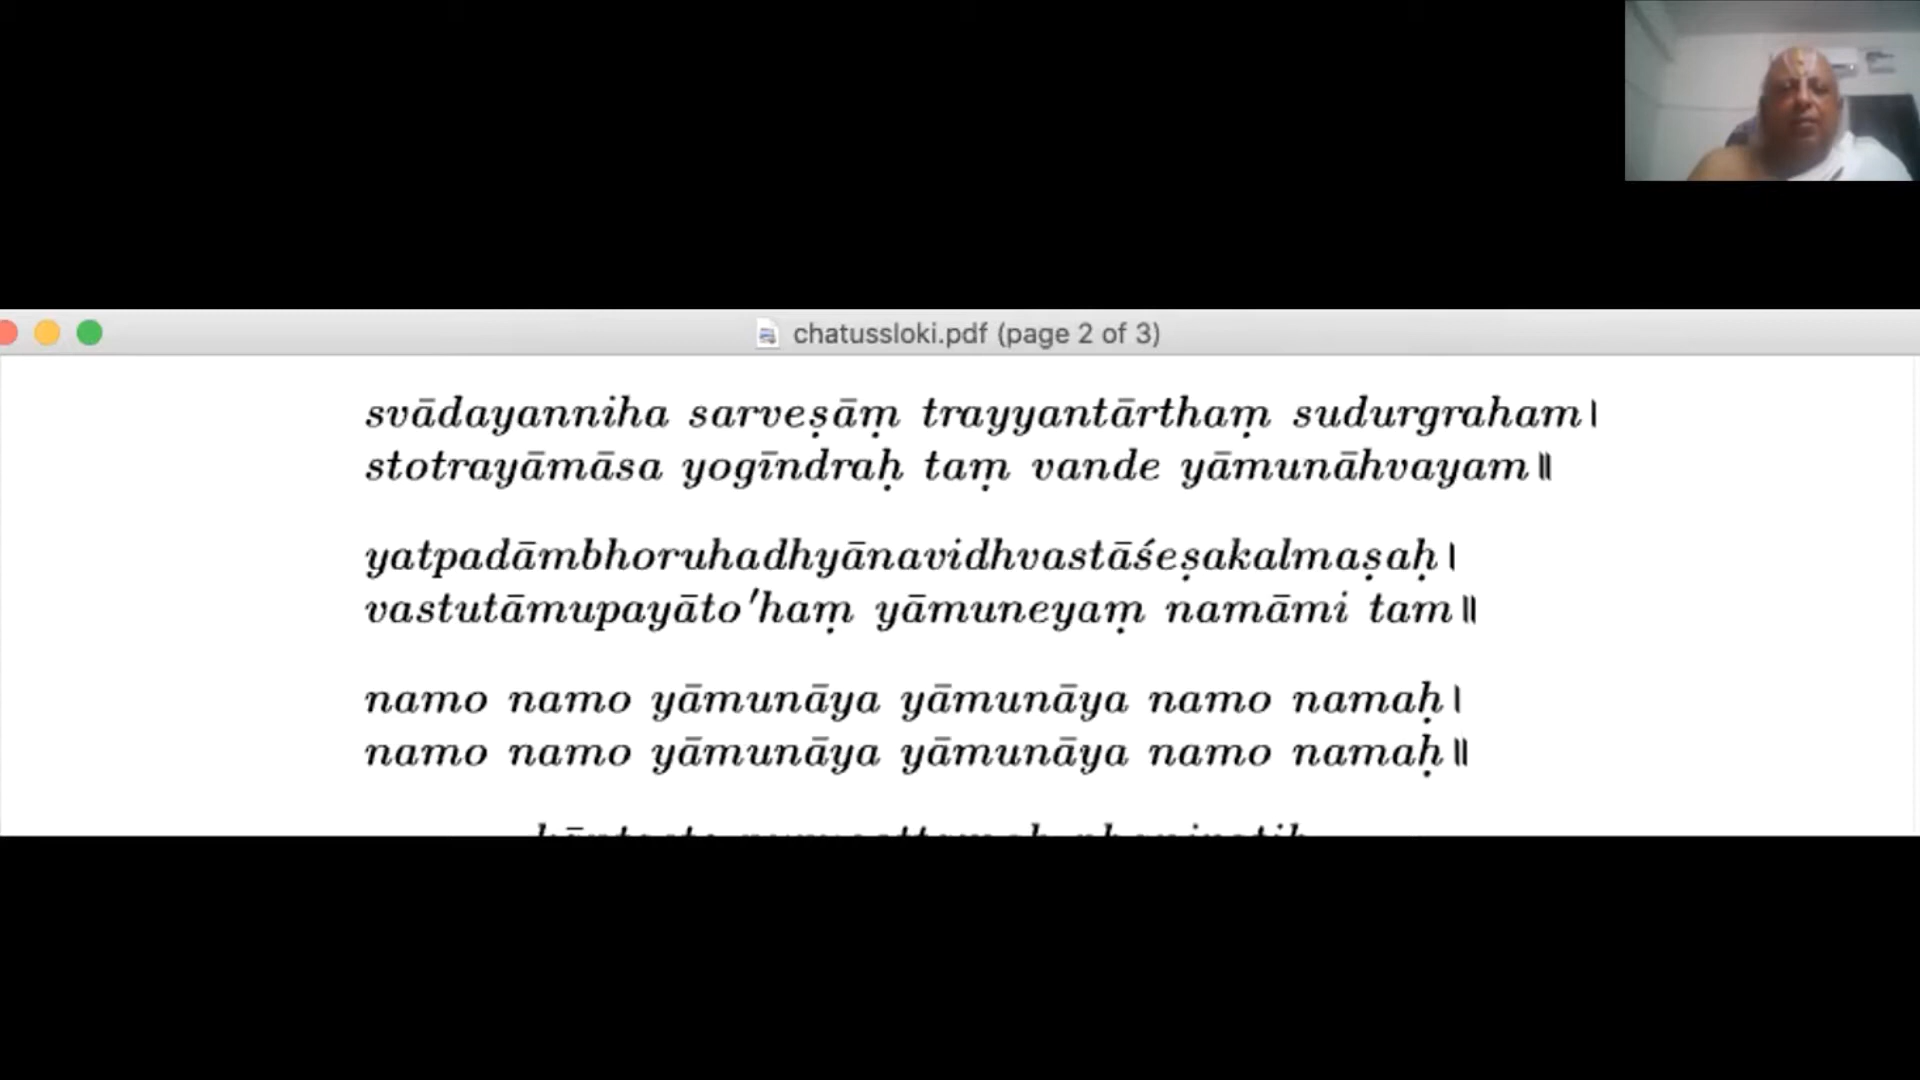 chatussloki.pdf (page 2 of 3)
svādayanniha sarveṣāṃ trayyantārthaṃ sudurgraham।
stotrayāmāsa yogīndraḥ taṃ vande yāmunāhvayam॥
yatpadāmbhoruhadhyānavidhvastāśeṣakalmaṣaḥ।
vastutāmupayāto'haṃ yāmuneyaṃ namāmi tam॥
namo namo yāmunāya yāmunāya namo namaḥ।
namo namo yāmunāya yāmunāya namo namaḥ॥